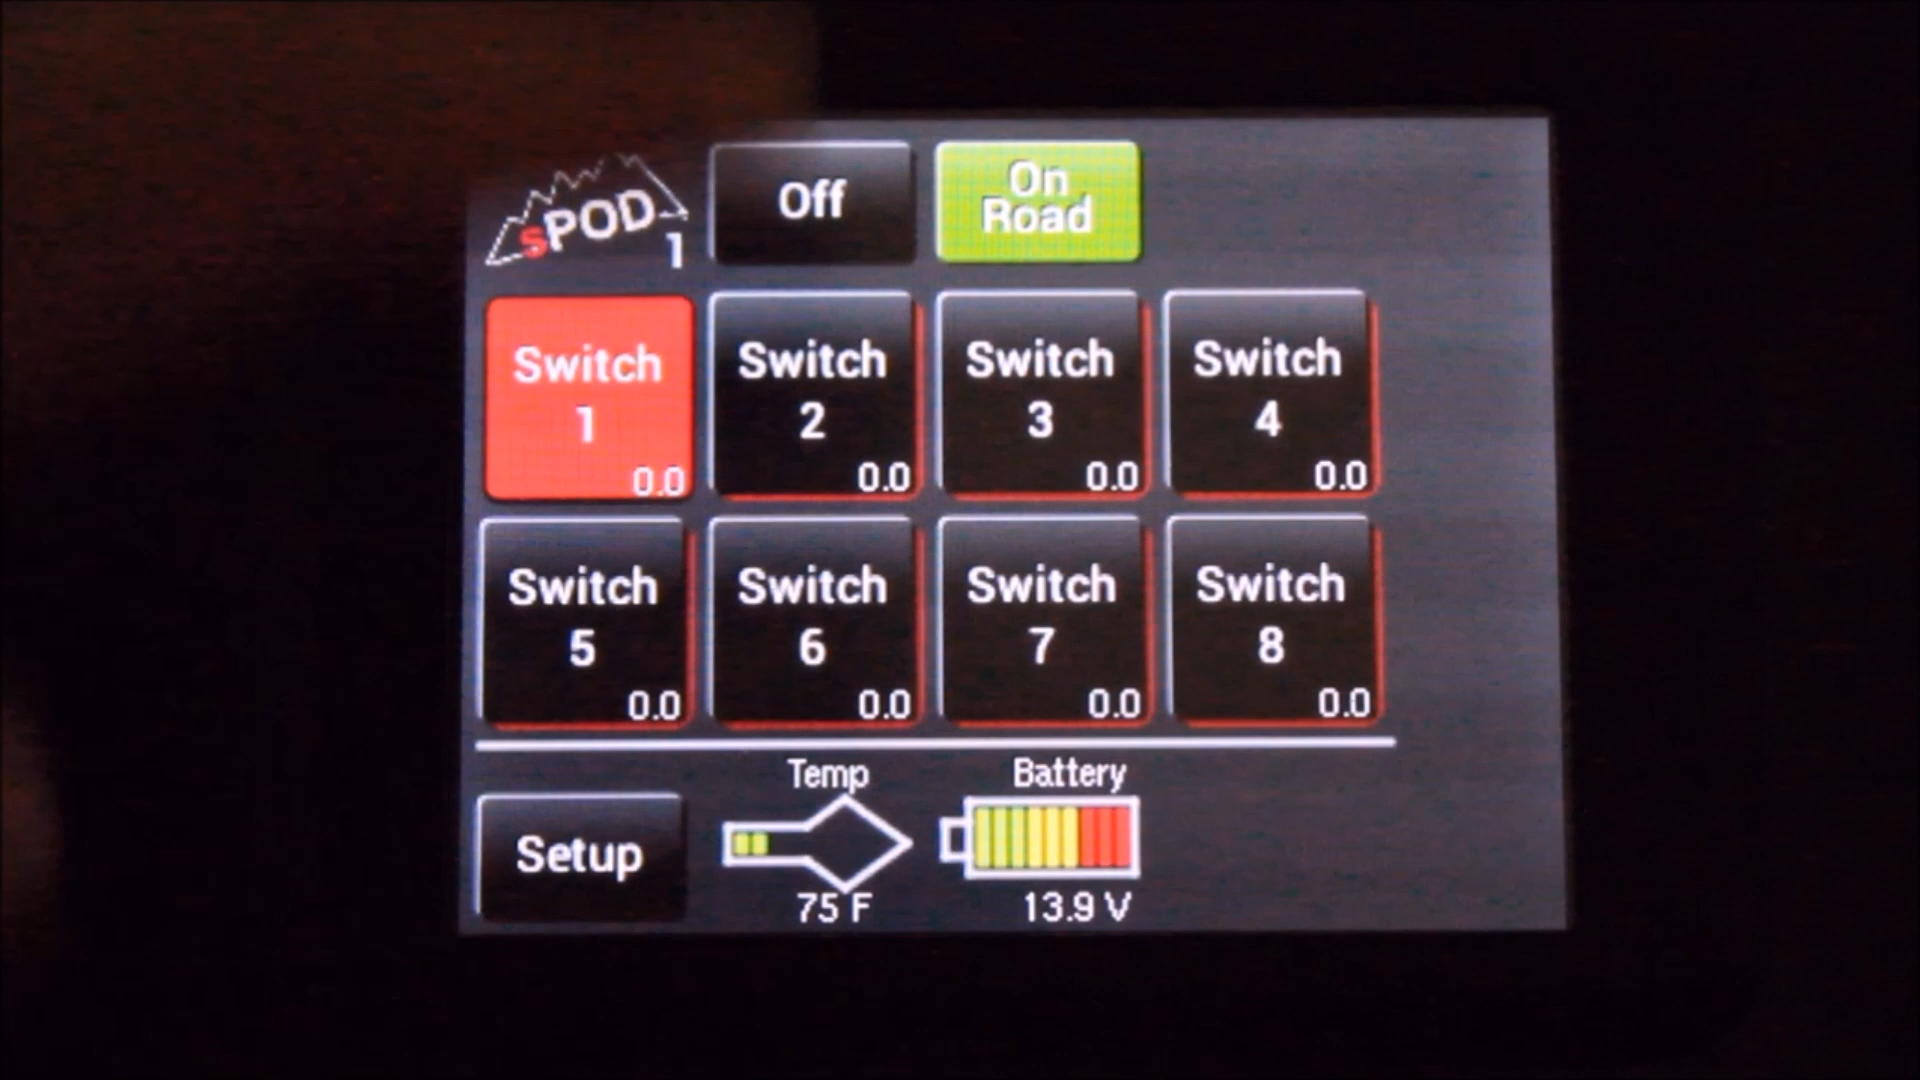 sPOD
1
Off
On
Road
Switch
1
0.0
Switch
2
0.0
Switch
3
0.0
Switch
4
0.0
Switch
5
0.0
Switch
6
0.0
Switch
7
0.0
Switch
8
0.0
Setup
Temp
75 F
Battery
13.9 V